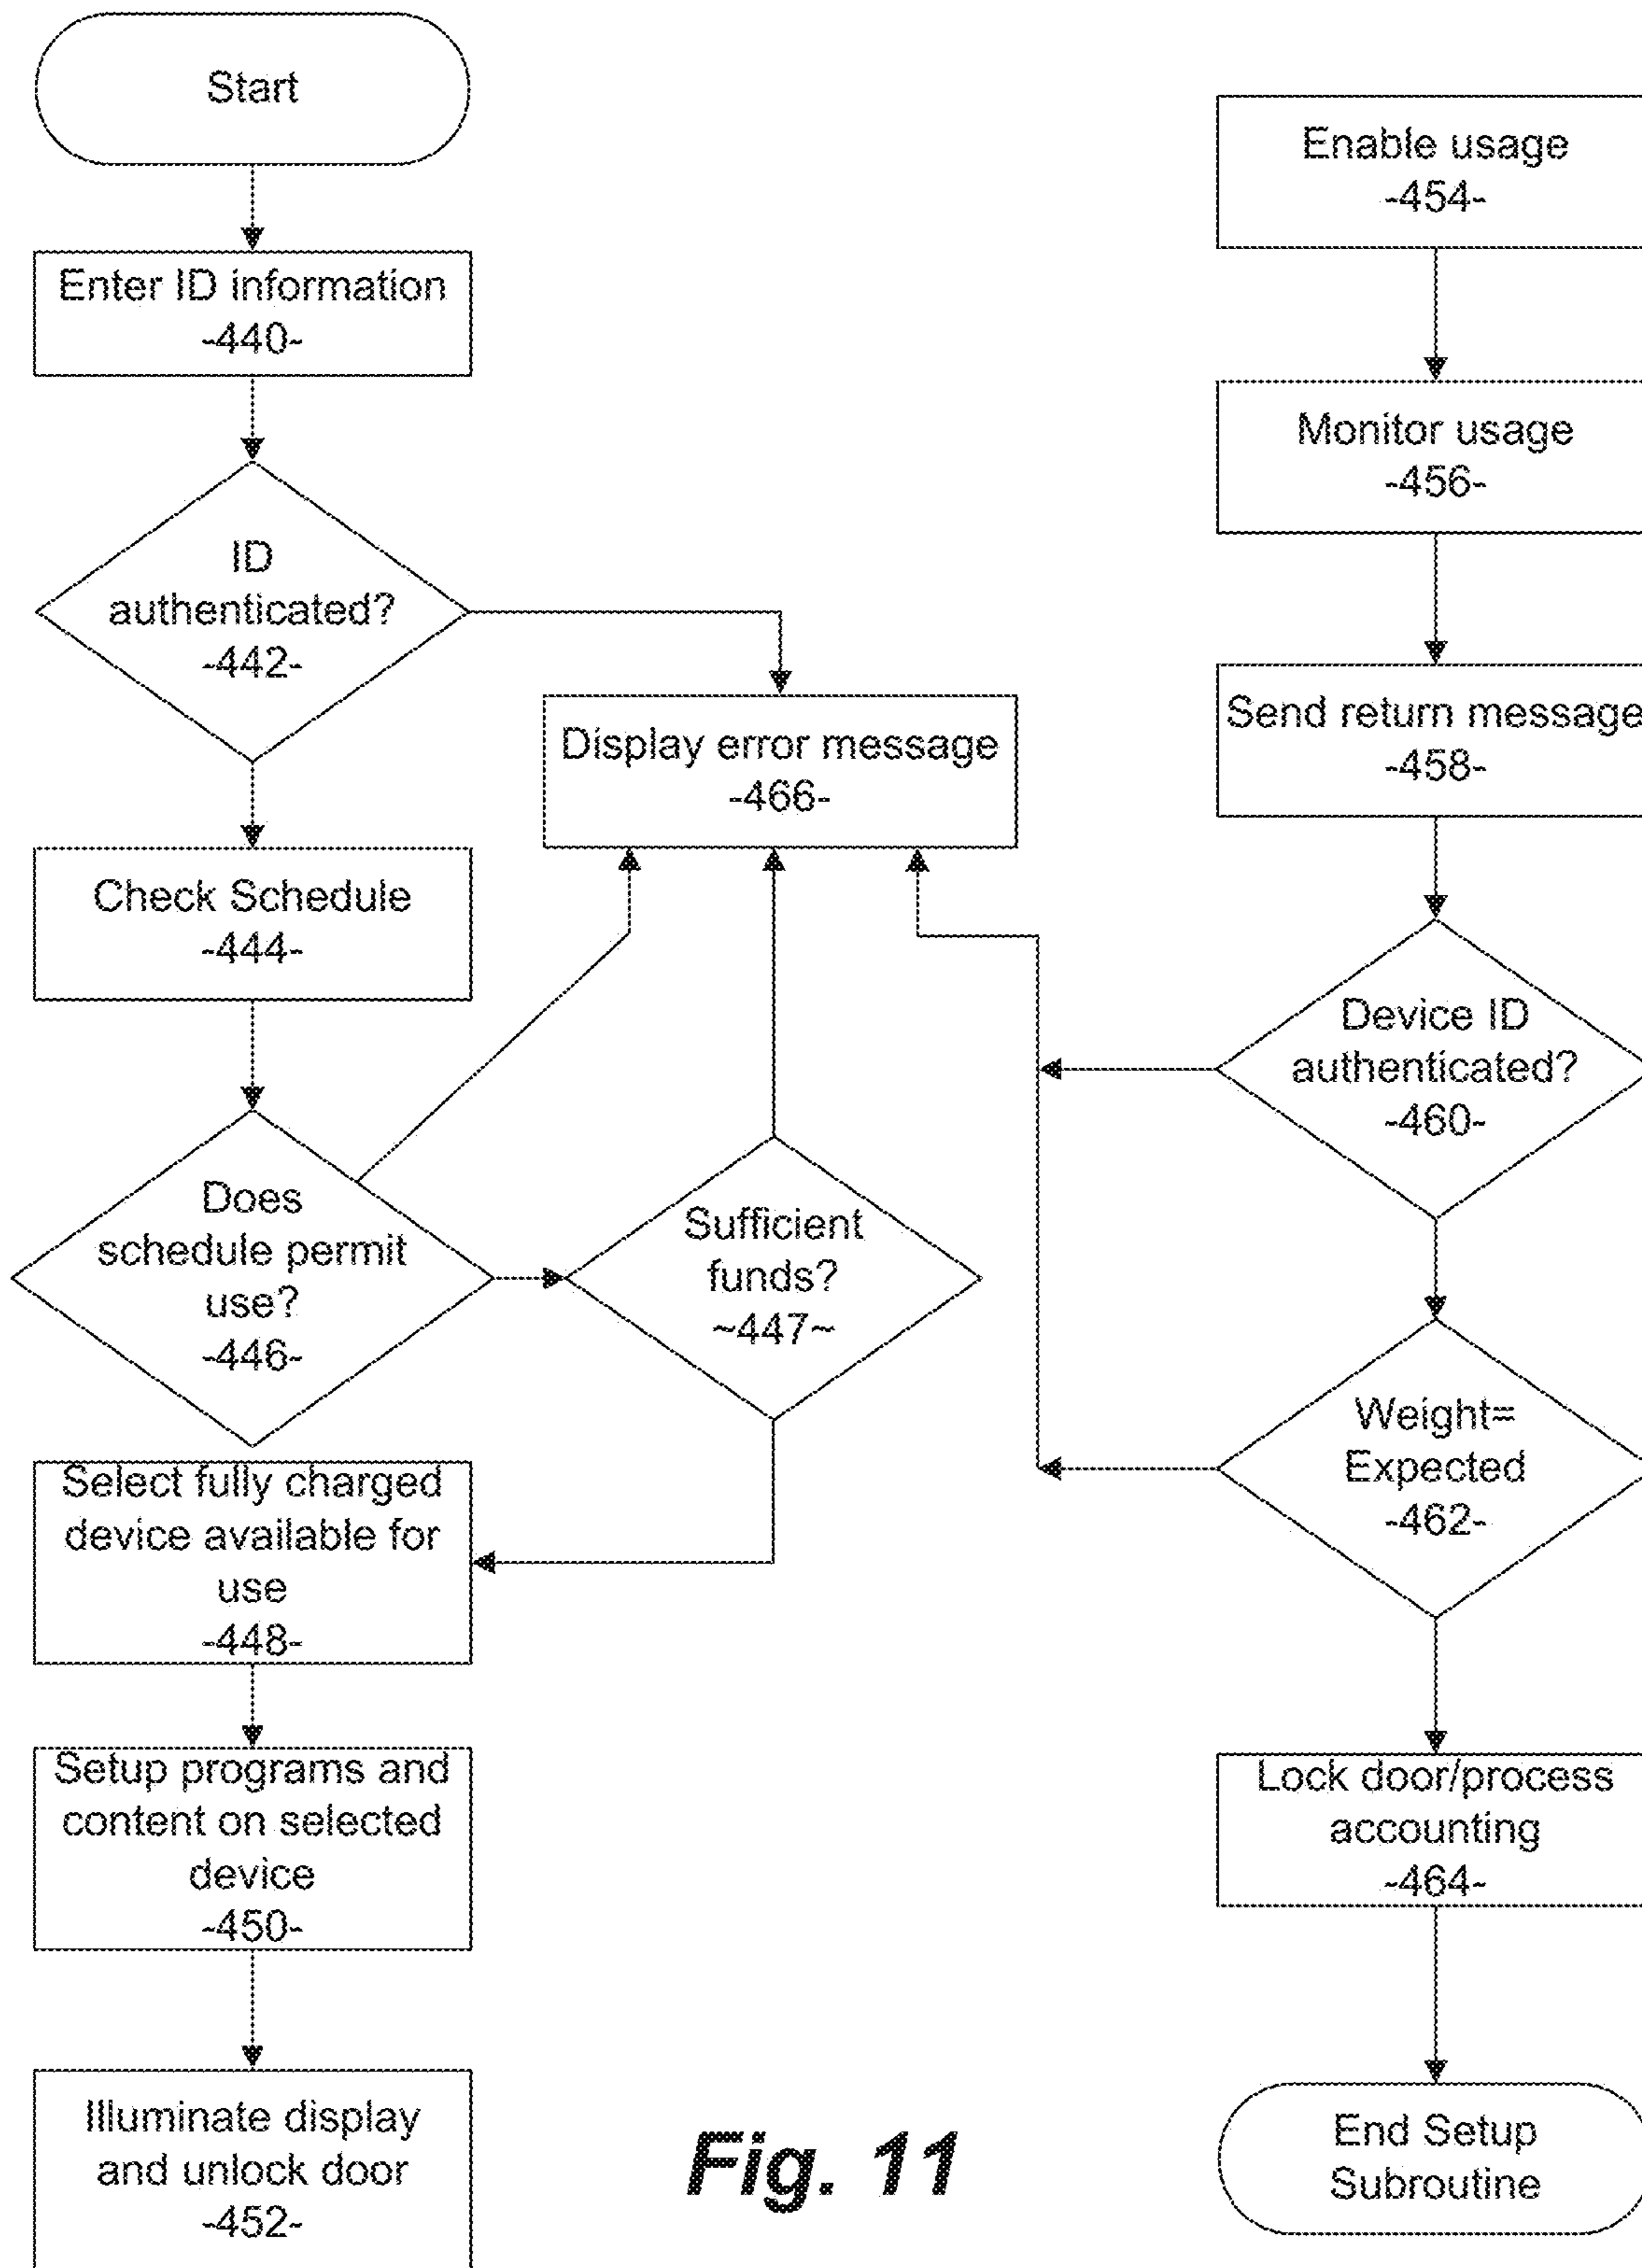 Start
Enter ID information
-440-
ID
authenticated?
-442-
Check Schedule
-444-
Does
schedule permit
use?
-446-
Sufficient
funds?
~447~
Display error message
-466-
Select fully charged
device available for
use
-448-
Setup programs and
content on selected
device
-450-
Illuminate display
and unlock door
-452-
Enable usage
-454-
Monitor usage
-456-
Send return message
-458-
Device ID
authenticated?
-460-
Weight=
Expected
-462-
Lock door/process
accounting
-464-
End Setup
Subroutine
Fig. 11